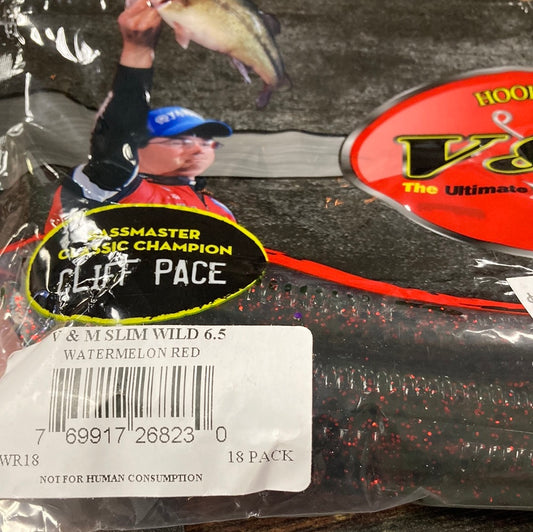 HOO
V&
The Ultimate
BASSMASTER
CLASSIC CHAMPION
CLIFF PACE
V & M SLIM WILD 6.5
WATERMELON RED
7 69917 26823 0
WR18
18 PACK
NOT FOR HUMAN CONSUMPTION